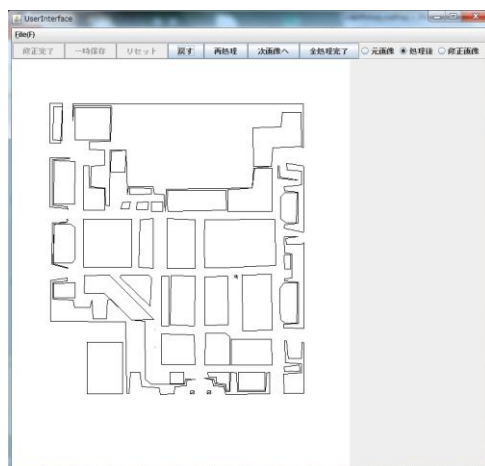 UserInterface
File(F)
修正完了 一時保存 リセット 戻す 再処理 次画像へ 全処理完了 元画像 処理後 修正画像